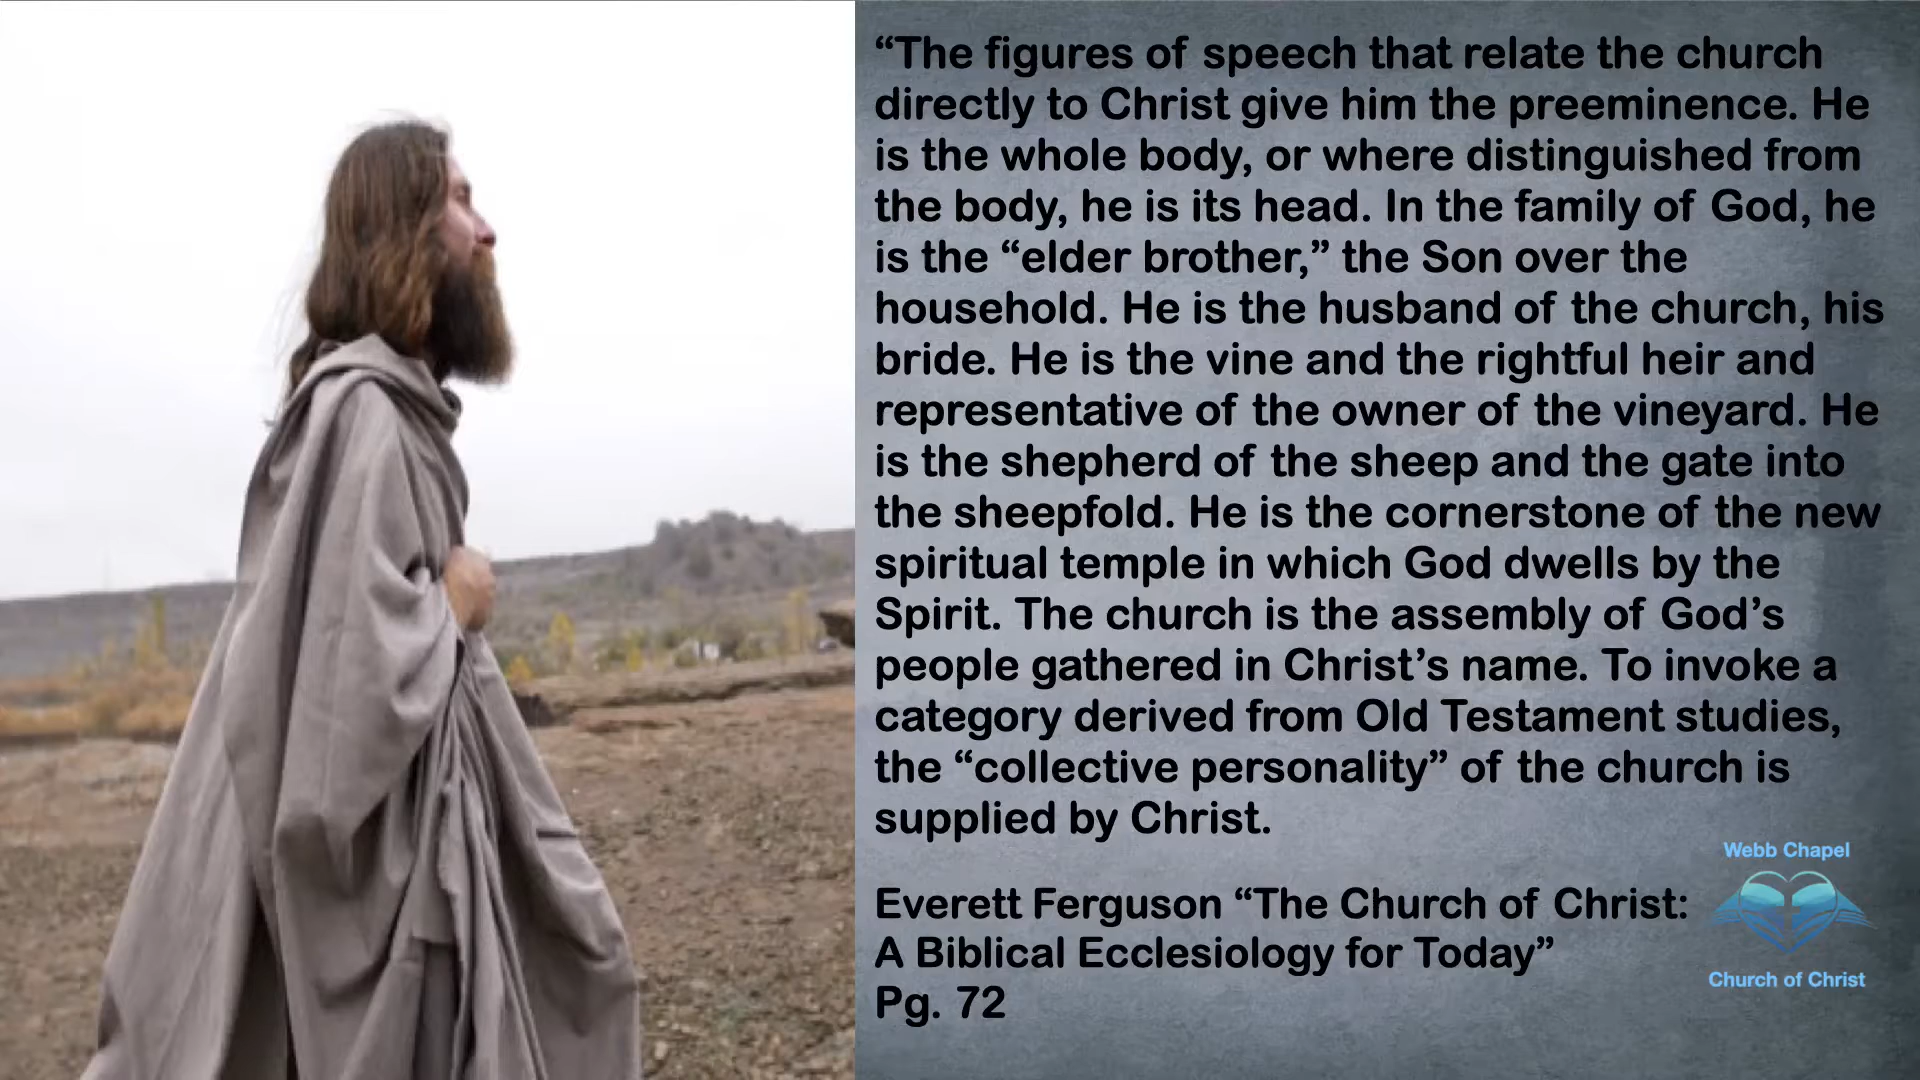 “The figures of speech that relate the church
directly to Christ give him the preeminence. He
is the whole body, or where distinguished from
the body, he is its head. In the family of God, he
is the “elder brother,” the Son over the
household. He is the husband of the church, his
bride. He is the vine and the rightful heir and
representative of the owner of the vineyard. He
is the shepherd of the sheep and the gate into
the sheepfold. He is the cornerstone of the new
spiritual temple in which God dwells by the
Spirit. The church is the assembly of God’s
people gathered in Christ’s name. To invoke a
category derived from Old Testament studies,
the “collective personality” of the church is
supplied by Christ.
Everett Ferguson “The Church of Christ:
A Biblical Ecclesiology for Today”
Pg. 72
Webb Chapel
Church of Christ